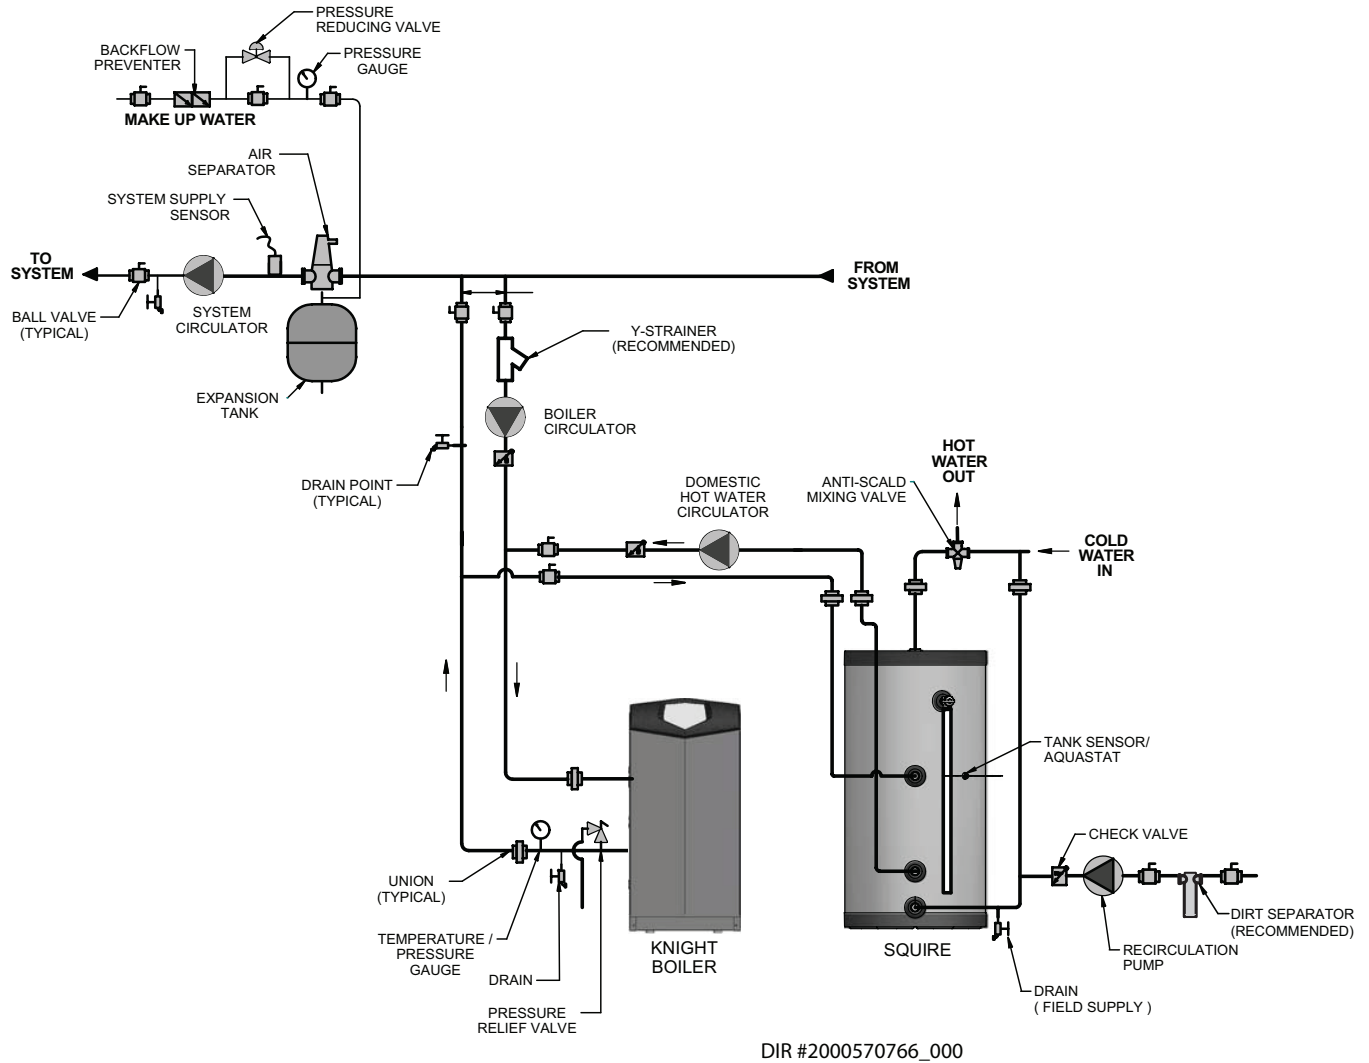 PRESSURE
REDUCING VALVE
BACKFLOW
PREVENTER
PRESSURE
GAUGE
MAKE UP WATER
AIR
SEPARATOR
SYSTEM SUPPLY
SENSOR
TO
SYSTEM
FROM
SYSTEM
BALL VALVE
(TYPICAL)
SYSTEM
CIRCULATOR
Y-STRAINER
(RECOMMENDED)
EXPANSION
TANK
BOILER
CIRCULATOR
DRAIN POINT
(TYPICAL)
DOMESTIC
HOT WATER
CIRCULATOR
HOT
WATER
OUT
ANTI-SCALD
MIXING VALVE
COLD
WATER
IN
TANK SENSOR/
AQUASTAT
CHECK VALVE
UNION
(TYPICAL)
DIRT SEPARATOR
(RECOMMENDED)
TEMPERATURE /
PRESSURE
GAUGE
KNIGHT
BOILER
SQUIRE
RECIRCULATION
PUMP
DRAIN
DRAIN
( FIELD SUPPLY )
PRESSURE
RELIEF VALVE
DIR #2000570766_000